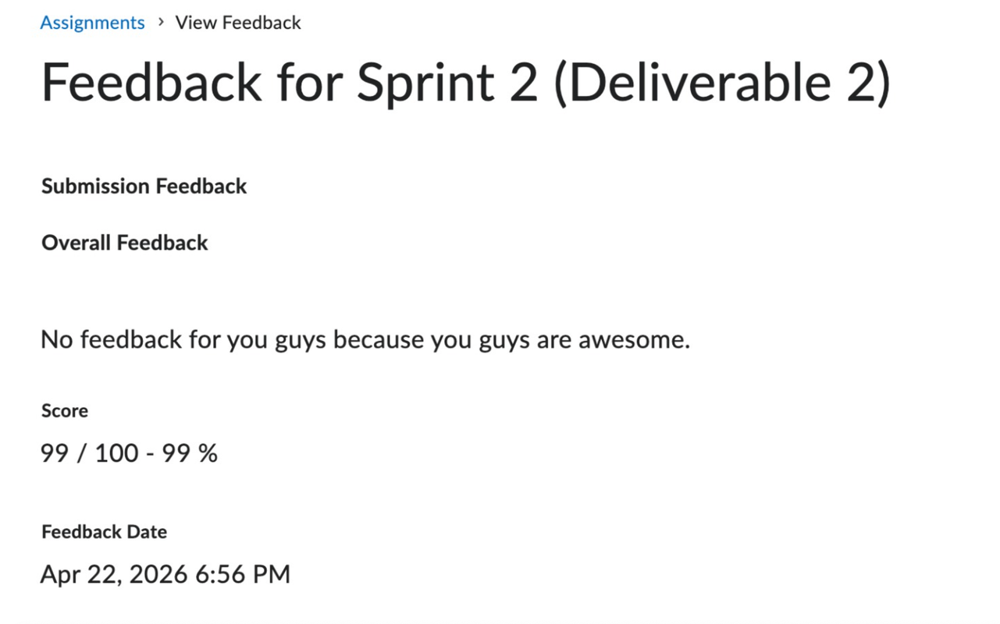 Assignments > View Feedback
Feedback for Sprint 2 (Deliverable 2)
Submission Feedback
Overall Feedback
No feedback for you guys because you guys are awesome.
Score
99 / 100 - 99 %
Feedback Date
Apr 22, 2026 6:56 PM